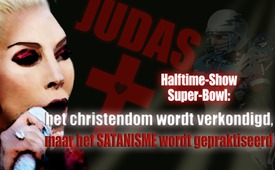 JUDAS
Halftime-Show
Super-Bowl:
het christendom wordt verkondigd,
maar het SATANISME wordt gepraktiseerd